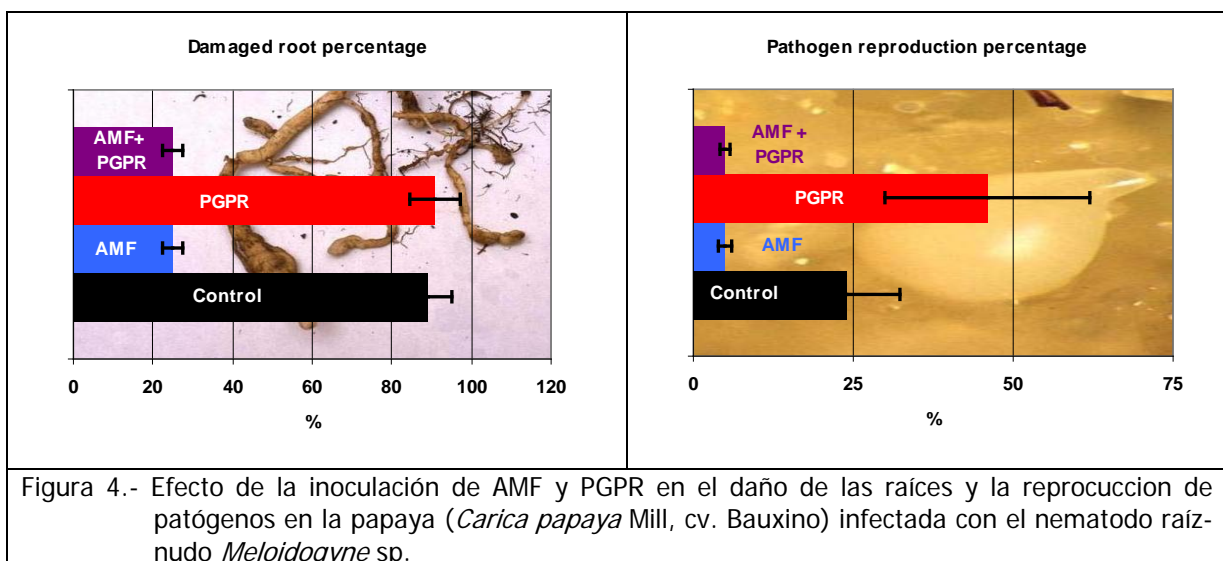 Damaged root percentage
AMF+
PGPR
PGPR
AMF
Control
0 20 40 60 80 100 120
%
Pathogen reproduction percentage
AMF +
PGPR
PGPR
AMF
Control
0 25 50 75
%
Figura 4.- Efecto de la inoculación de AMF y PGPR en el daño de las raíces y la reprocuccion de
patógenos en la papaya (Carica papaya Mill, cv. Bauxino) infectada con el nematodo raíz-
nudo Meloidogyne sp.